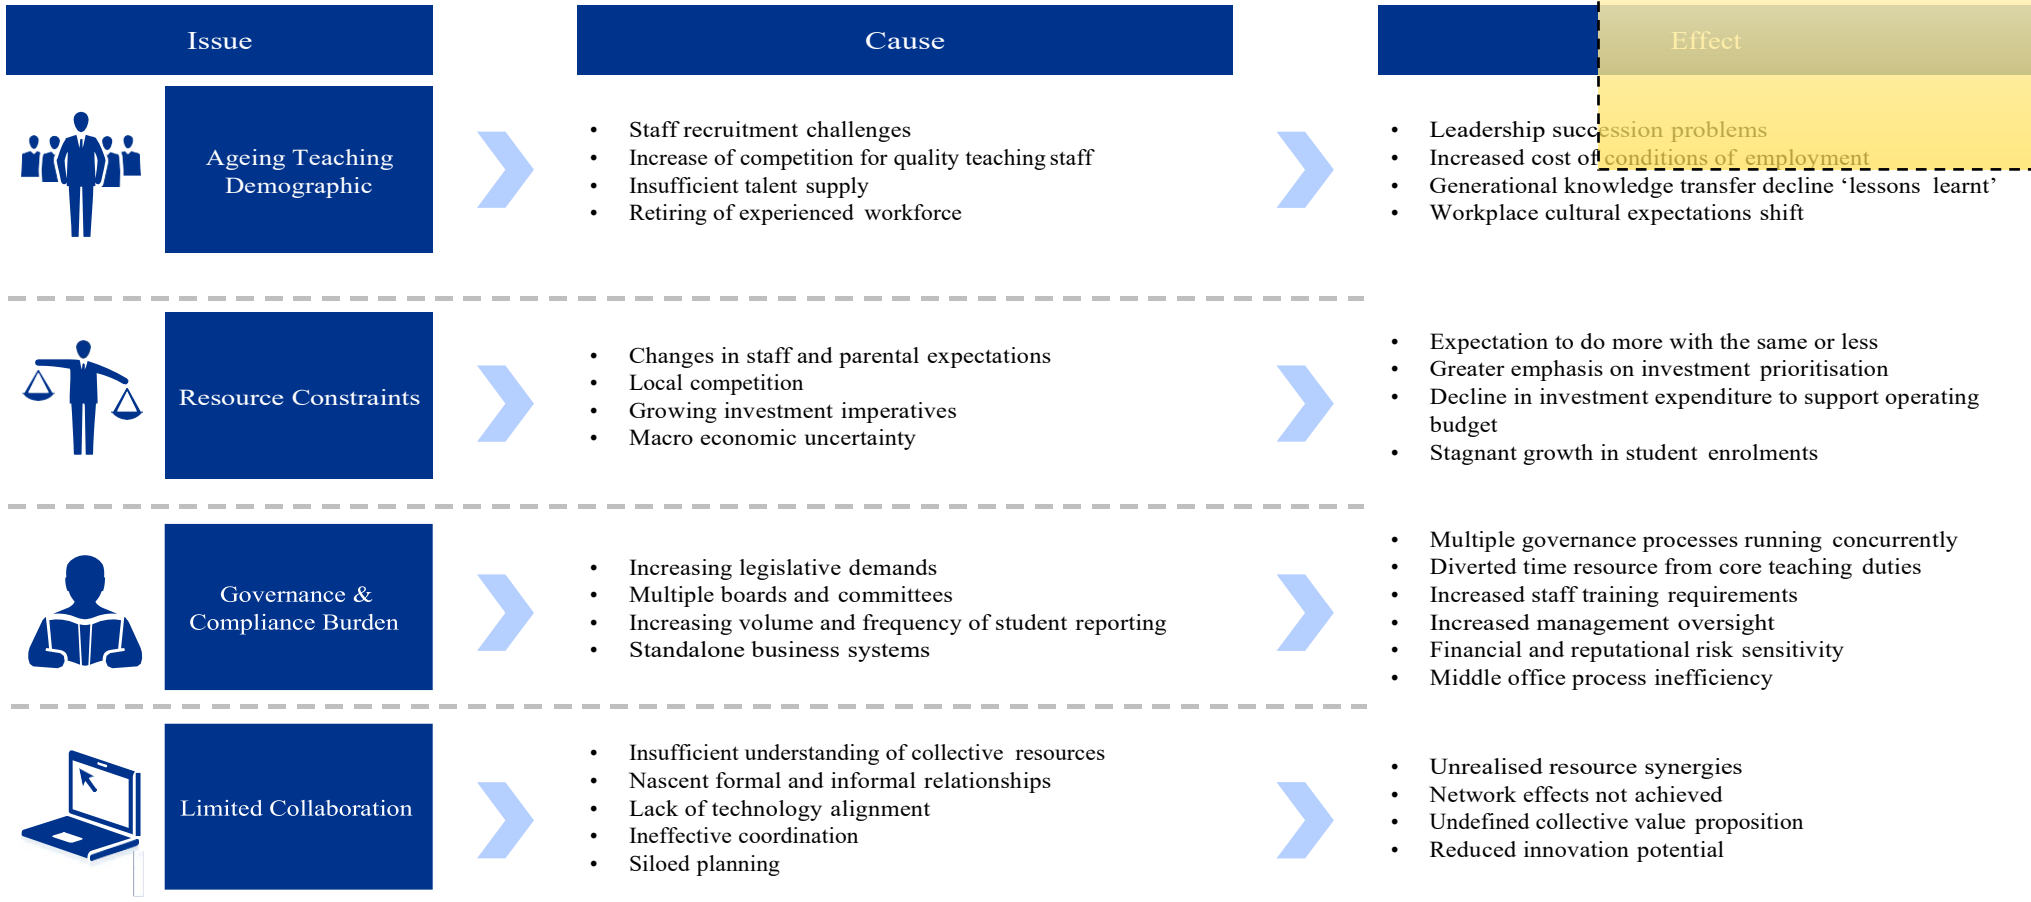 Issue
Cause
Effect
Ageing Teaching
Demographic
• Staff recruitment challenges
• Increase of competition for quality teaching staff
• Insufficient talent supply
• Retiring of experienced workforce
• Leadership succession problems
• Increased cost of conditions of employment
• Generational knowledge transfer decline ‘lessons learnt’
• Workplace cultural expectations shift
Resource Constraints
• Changes in staff and parental expectations
• Local competition
• Growing investment imperatives
• Macro economic uncertainty
• Expectation to do more with the same or less
• Greater emphasis on investment prioritisation
• Decline in investment expenditure to support operating
budget
• Stagnant growth in student enrolments
Governance &
Compliance Burden
• Increasing legislative demands
• Multiple boards and committees
• Increasing volume and frequency of student reporting
• Standalone business systems
• Multiple governance processes running concurrently
• Diverted time resource from core teaching duties
• Increased staff training requirements
• Increased management oversight
• Financial and reputational risk sensitivity
• Middle office process inefficiency
Limited Collaboration
• Insufficient understanding of collective resources
• Nascent formal and informal relationships
• Lack of technology alignment
• Ineffective coordination
• Siloed planning
• Unrealised resource synergies
• Network effects not achieved
• Undefined collective value proposition
• Reduced innovation potential